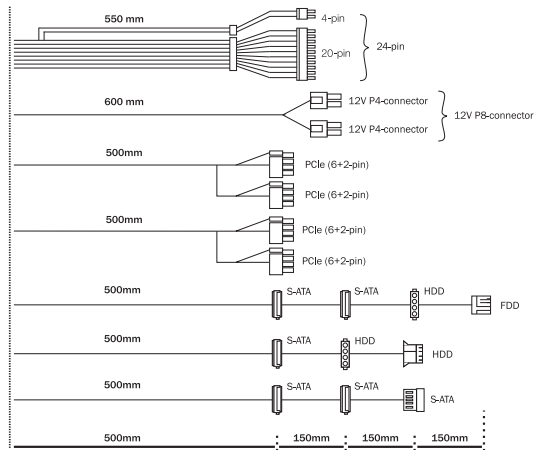 550 mm
4-pin
20-pin
24-pin
600 mm
12V P4-connector
12V P4-connector
12V P8-connector
500mm
PCIe (6+2-pin)
PCIe (6+2-pin)
500mm
PCIe (6+2-pin)
PCIe (6+2-pin)
500mm S-ATA S-ATA HDD FDD
500mm S-ATA HDD HDD
500mm S-ATA S-ATA S-ATA
500mm 150mm 150mm 150mm